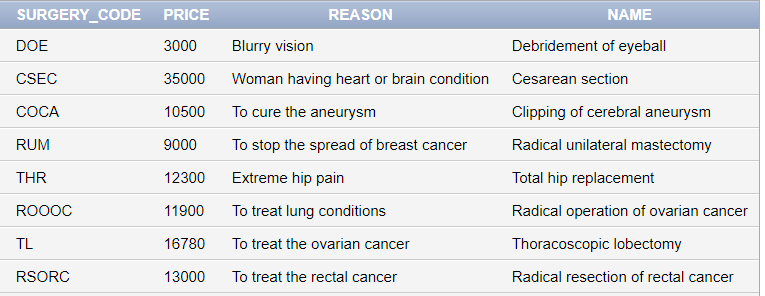 SURGERY_CODE PRICE REASON NAME
DOE 3000 Blurry vision Debridement of eyeball
CSEC 35000 Woman having heart or brain condition Cesarean section
COCA 10500 To cure the aneurysm Clipping of cerebral aneurysm
RUM 9000 To stop the spread of breast cancer Radical unilateral mastectomy
THR 12300 Extreme hip pain Total hip replacement
ROOOC 11900 To treat lung conditions Radical operation of ovarian cancer
TL 16780 To treat the ovarian cancer Thoracoscopic lobectomy
RSORC 13000 To treat the rectal cancer Radical resection of rectal cancer